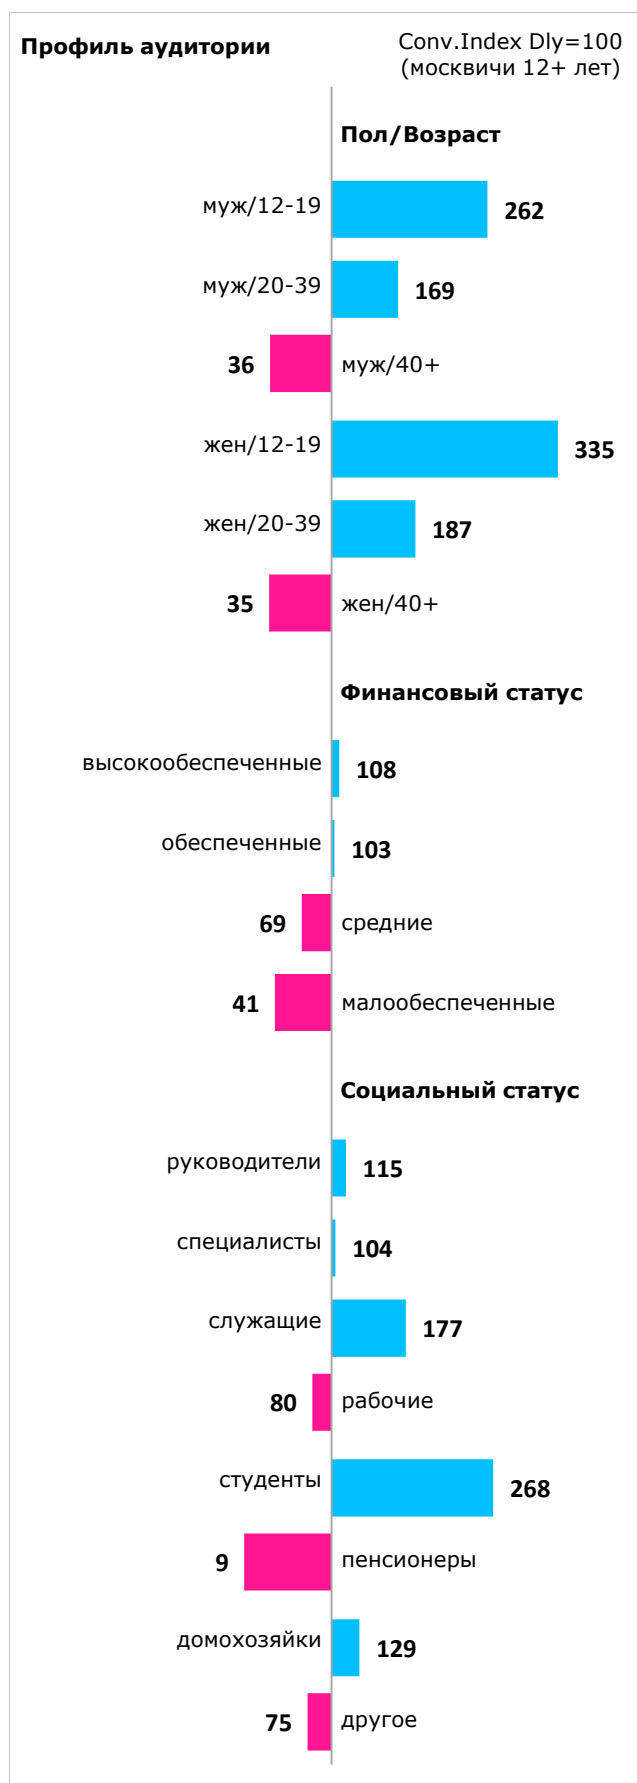 Профиль аудитории
Conv.Index Dly=100
(москвичи 12+ лет)
Пол/Возраст
муж/12-19 262
муж/20-39 169
36 муж/40+
жен/12-19 335
жен/20-39 187
35 жен/40+
Финансовый статус
высокообеспеченные 108
обеспеченные 103
69 средние
41 малообеспеченные
Социальный статус
руководители 115
специалисты 104
служащие 177
80 рабочие
студенты 268
9 пенсионеры
домохозяйки 129
75 другое